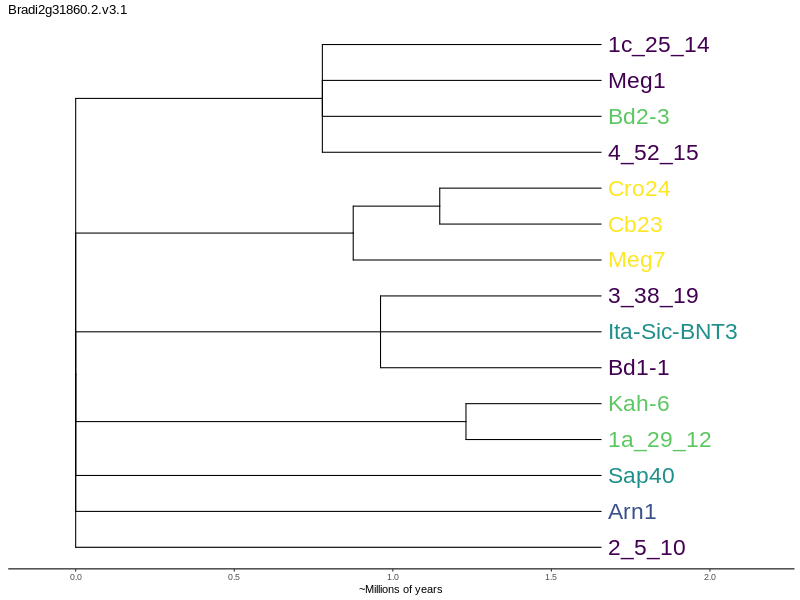 Bradi2g31860.2.v3.1
1c_25_14
Meg1
Bd2-3
4_52_15
Cro24
Cb23
Meg7
3_38_19
Ita-Sic-BNT3
Bd1-1
Kah-6
1a_29_12
Sap40
Arn1
2_5_10
0.0 0.5 1.0 1.5 2.0
~Millions of years